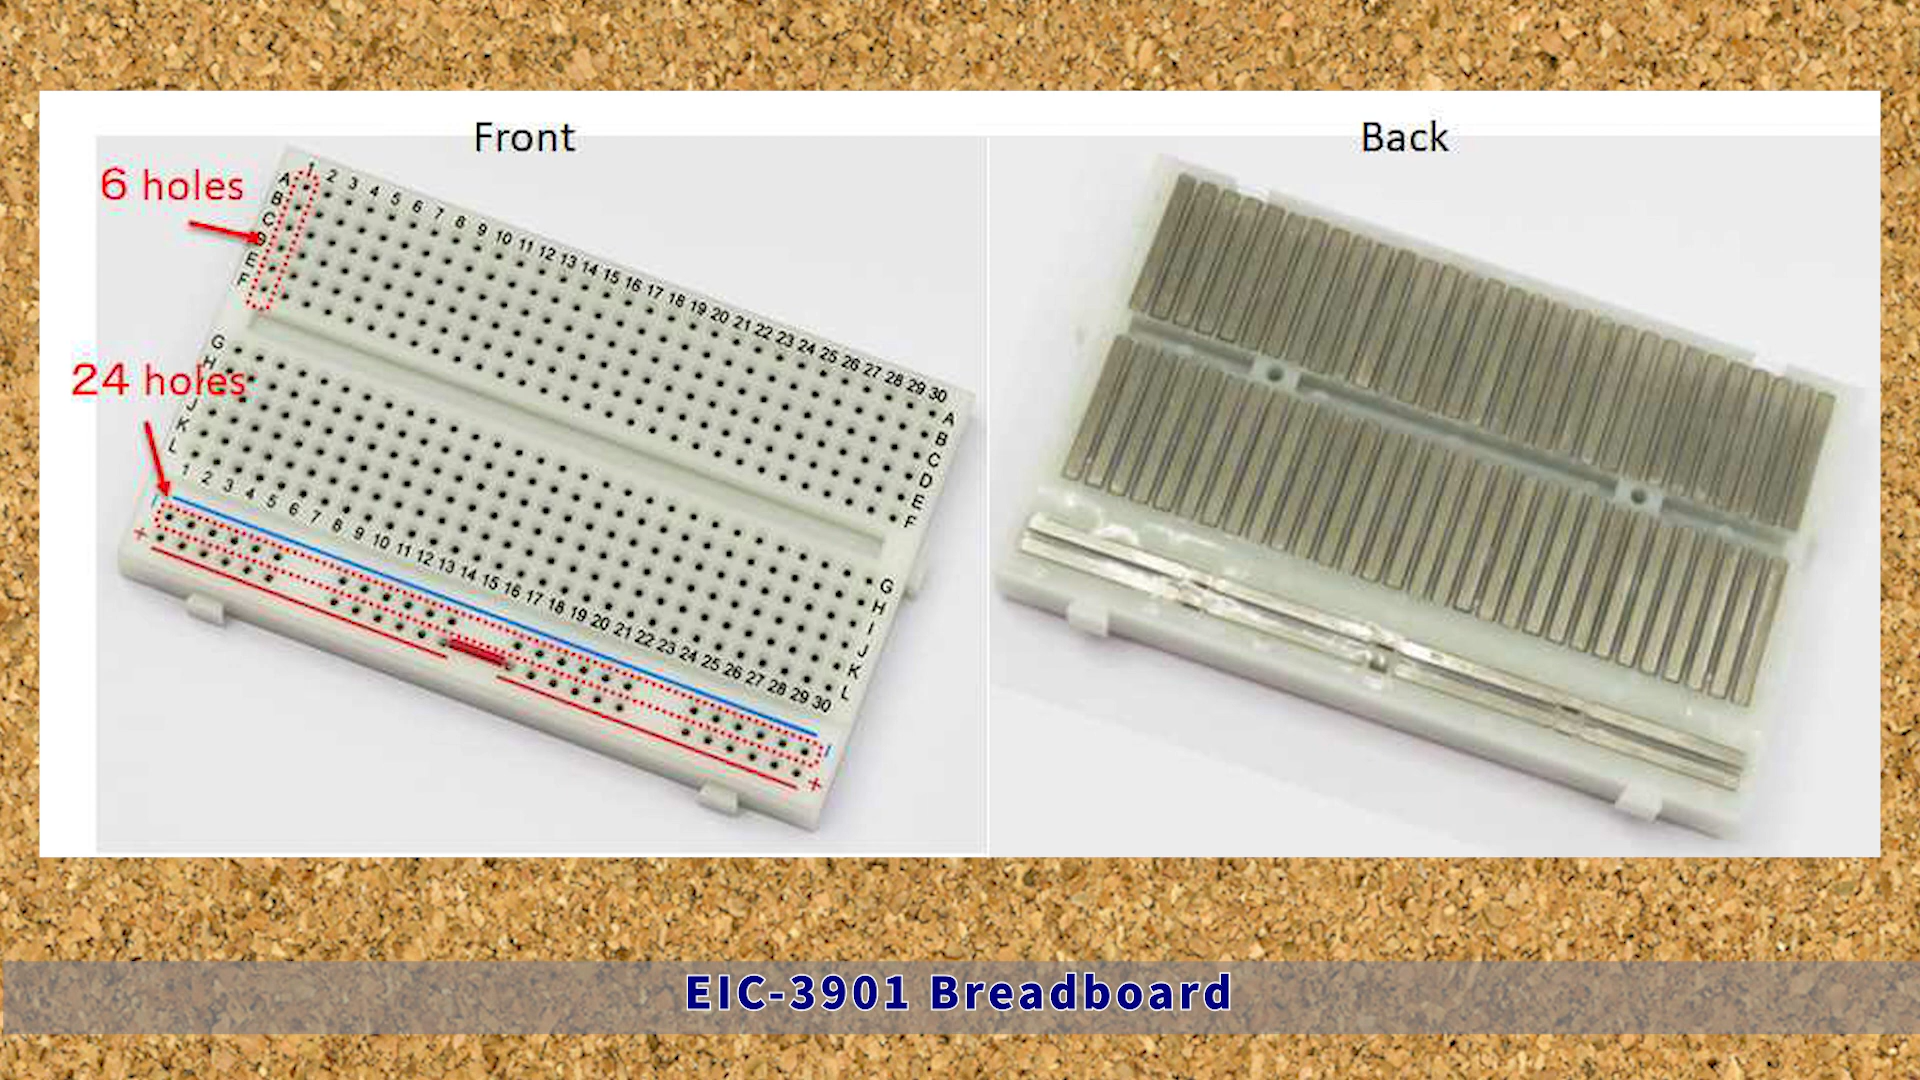 Front
Back
6 holes
24 holes
1 2 3 4 5 6 7 8 9 10 11 12 13 14 15 16 17 18 19 20 21 22 23 24 25 26 27 28 29 30
A
B
C
D
E
F
A
B
C
D
E
F
G
H
J
K
L
G
H
I
J
K
L
1 2 3 4 5 6 7 8 9 10 11 12 13 14 15 16 17 18 19 20 21 22 23 24 25 26 27 28 29 30
+
+
EIC-3901 Breadboard